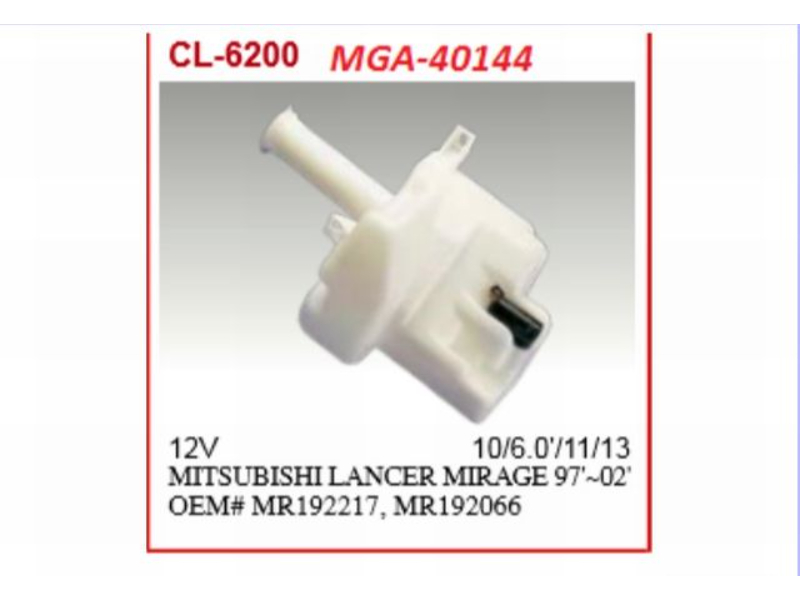 CL-6200 MGA-40144
12V 10/6.0'/11/13
MITSUBISHI LANCER MIRAGE 97'~02'
OEM# MR192217, MR192066